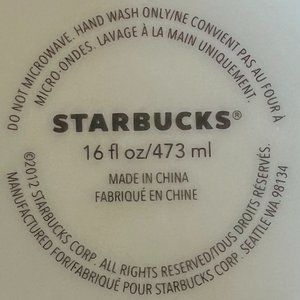 DO NOT MICROWAVE. HAND WASH ONLY/NE CONVIENT PAS AU FOUR À
MICRO-ONDES. LAVAGE À LA MAIN UNIQUEMENT.
STARBUCKS®
16 fl oz/473 ml
MADE IN CHINA
FABRIQUÉ EN CHINE
©2012 STARBUCKS CORP. ALL RIGHTS RESERVED/TOUS DROITS RÉSERVÉS.
MANUFACTURED FOR/FABRIQUÉ POUR STARBUCKS CORP. SEATTLE WA 98134